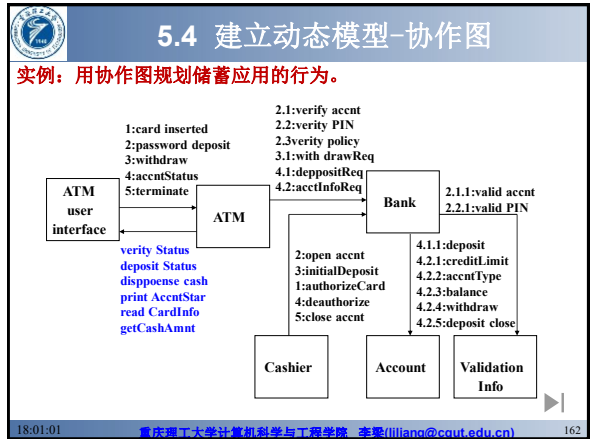 5.4 建立动态模型-协作图
实例：用协作图规划储蓄应用的行为。
1:card inserted
2:password deposit
3:withdraw
4:accntStatus
5:terminate
2.1:verify accnt
2.2:verity PIN
2.3verity policy
3.1:with drawReq
4.1:deppositReq
4.2:acctInfoReq
ATM
user
interface
ATM
Bank
2.1.1:valid accnt
2.2.1:valid PIN
verity Status
deposit Status
disppoense cash
print AccntStar
read CardInfo
getCashAmnt
2:open accnt
3:initialDeposit
1:authorizeCard
4:deauthorize
5:close accnt
4.1.1:deposit
4.2.1:creditLimit
4.2.2:accntType
4.2.3:balance
4.2.4:withdraw
4.2.5:deposit close
Cashier
Account
Validation
Info
18:01:01
重庆理工大学计算机科学与工程学院 李梁(liliang@cqut.edu.cn)
162